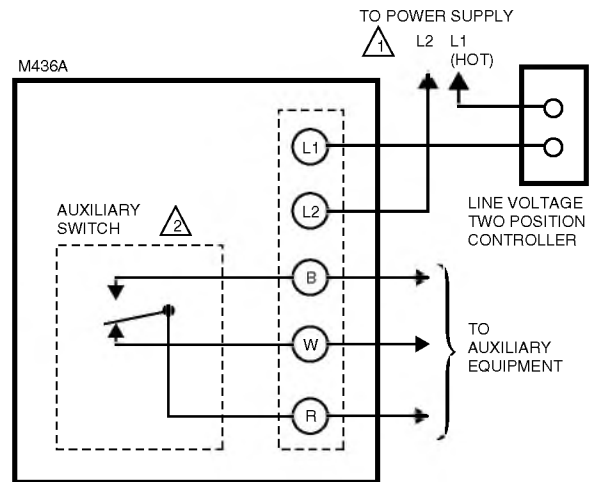 TO POWER SUPPLY
1 L2 L1
(HOT)
M436A
L1
L2
LINE VOLTAGE
TWO POSITION
CONTROLLER
AUXILIARY
SWITCH 2
B
W
R
TO
AUXILIARY
EQUIPMENT